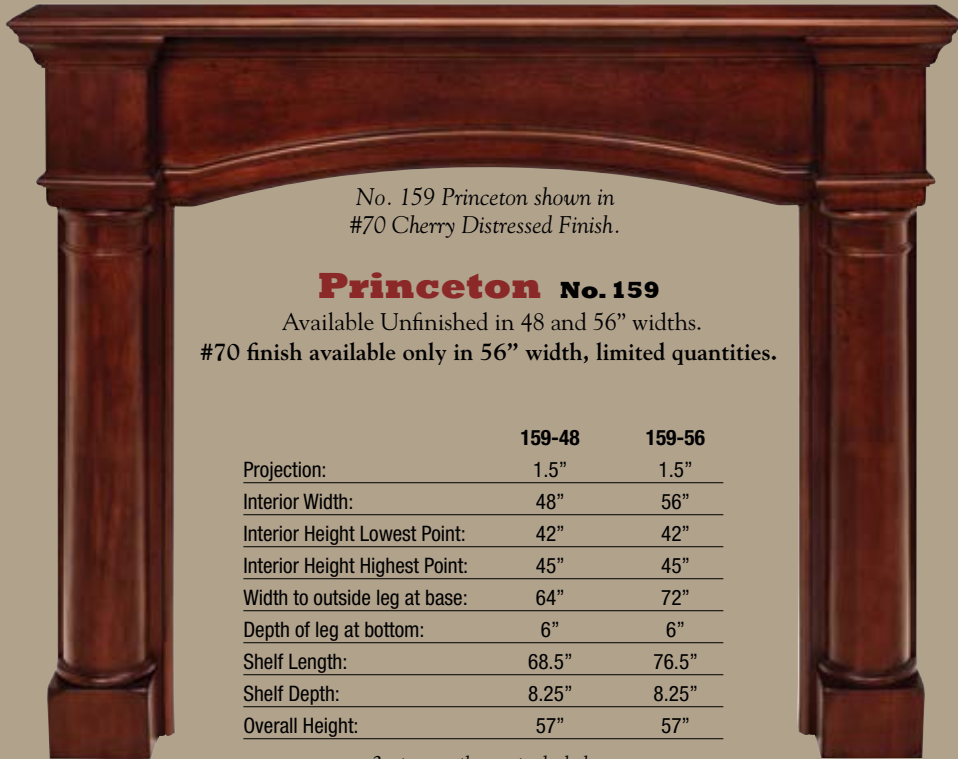 No. 159 Princeton shown in
#70 Cherry Distressed Finish.
Princeton No. 159
Available Unfinished in 48 and 56” widths.
#70 finish available only in 56” width, limited quantities.
159-48 159-56
Projection: 1.5” 1.5”
Interior Width: 48” 56”
Interior Height Lowest Point: 42” 42”
Interior Height Highest Point: 45” 45”
Width to outside leg at base: 64” 72”
Depth of leg at bottom: 6” 6”
Shelf Length: 68.5” 76.5”
Shelf Depth: 8.25” 8.25”
Overall Height: 57” 57”